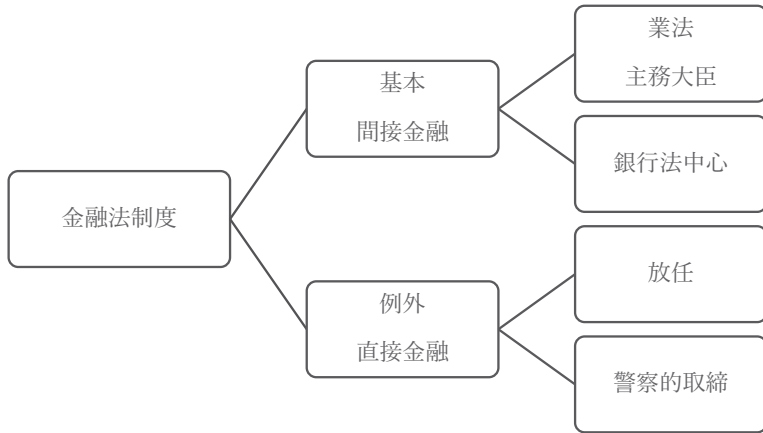 金融法制度
基本
間接金融
業法
主務大臣
銀行法中心
例外
直接金融
放任
警察的取締